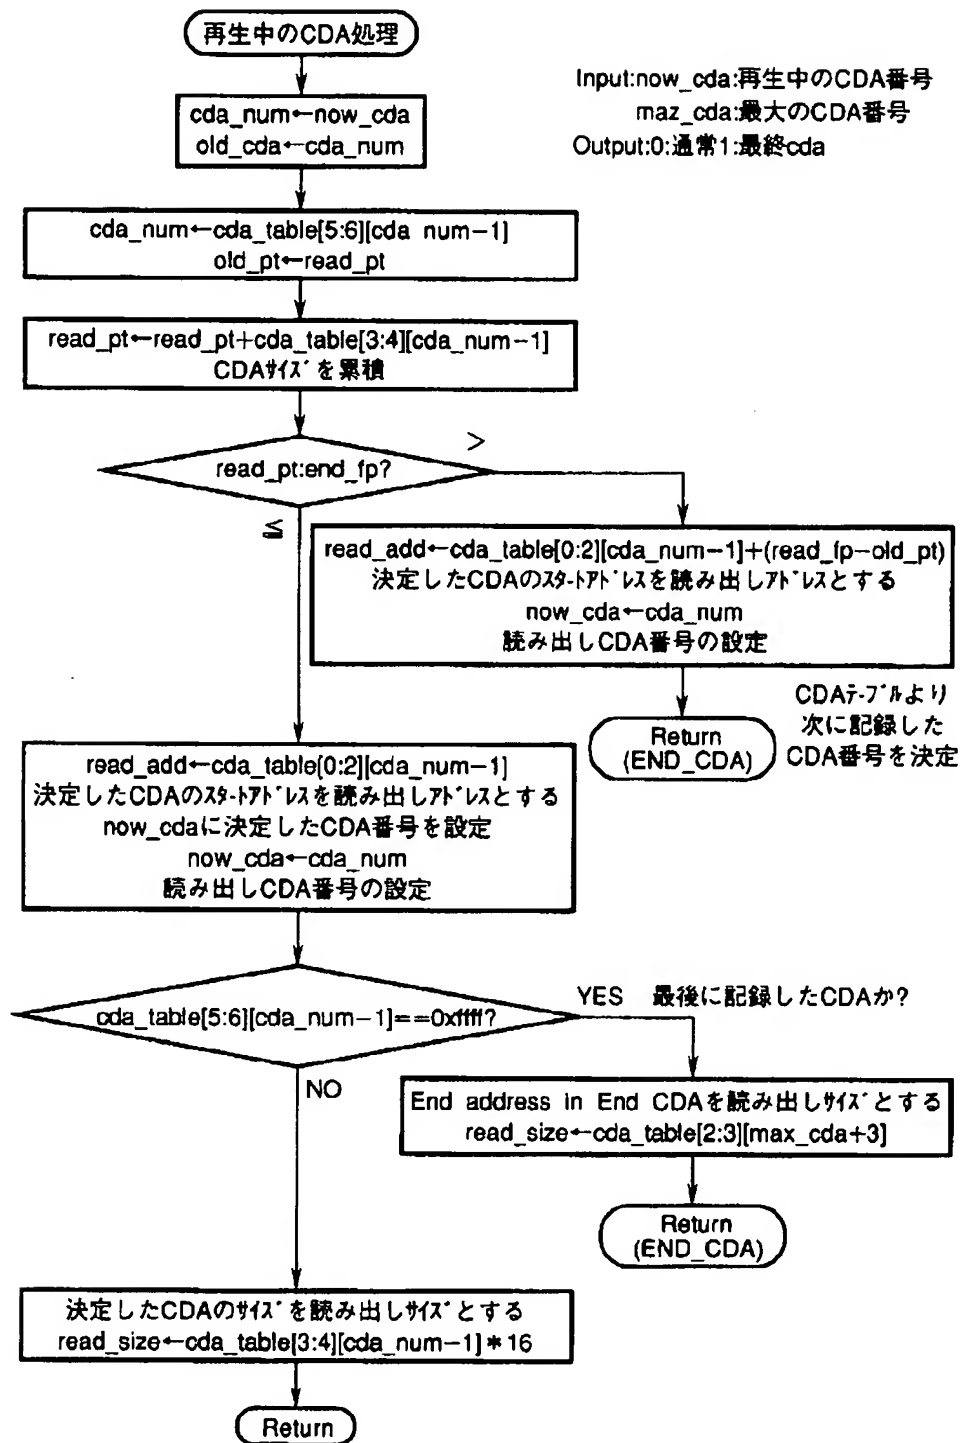 再生中のCDA処理
Input:now_cda:再生中のCDA番号
maz_cda:最大のCDA番号
Output:0:通常1:最終cda
cda_num←now_cda
old_cda←cda_num
cda_num←cda_table[5:6][cda num−1]
old_pt←read_pt
read_pt←read_pt+cda_table[3:4][cda_num−1]
CDAｻｲｽﾞを累積
read_pt:end_fp?
>
≦
read_add←cda_table[0:2][cda_num−1]+(read_fp−old_pt)
決定したCDAのｽﾀｰﾄｱﾄﾞﾚｽを読み出しｱﾄﾞﾚｽとする
now_cda←cda_num
読み出しCDA番号の設定
Return
(END_CDA)
CDAﾃｰﾌﾞﾙより
次に記録した
CDA番号を決定
read_add←cda_table[0:2][cda_num−1]
決定したCDAのｽﾀｰﾄｱﾄﾞﾚｽを読み出しｱﾄﾞﾚｽとする
now_cdaに決定したCDA番号を設定
now_cda←cda_num
読み出しCDA番号の設定
cda_table[5:6][cda_num−1]==0xffff?
YES 最後に記録したCDAか?
NO
End address in End CDAを読み出しｻｲｽﾞとする
read_size←cda_table[2:3][max_cda+3]
Return
(END_CDA)
決定したCDAのｻｲｽﾞを読み出しｻｲｽﾞとする
read_size←cda_table[3:4][cda_num−1]＊16
Return